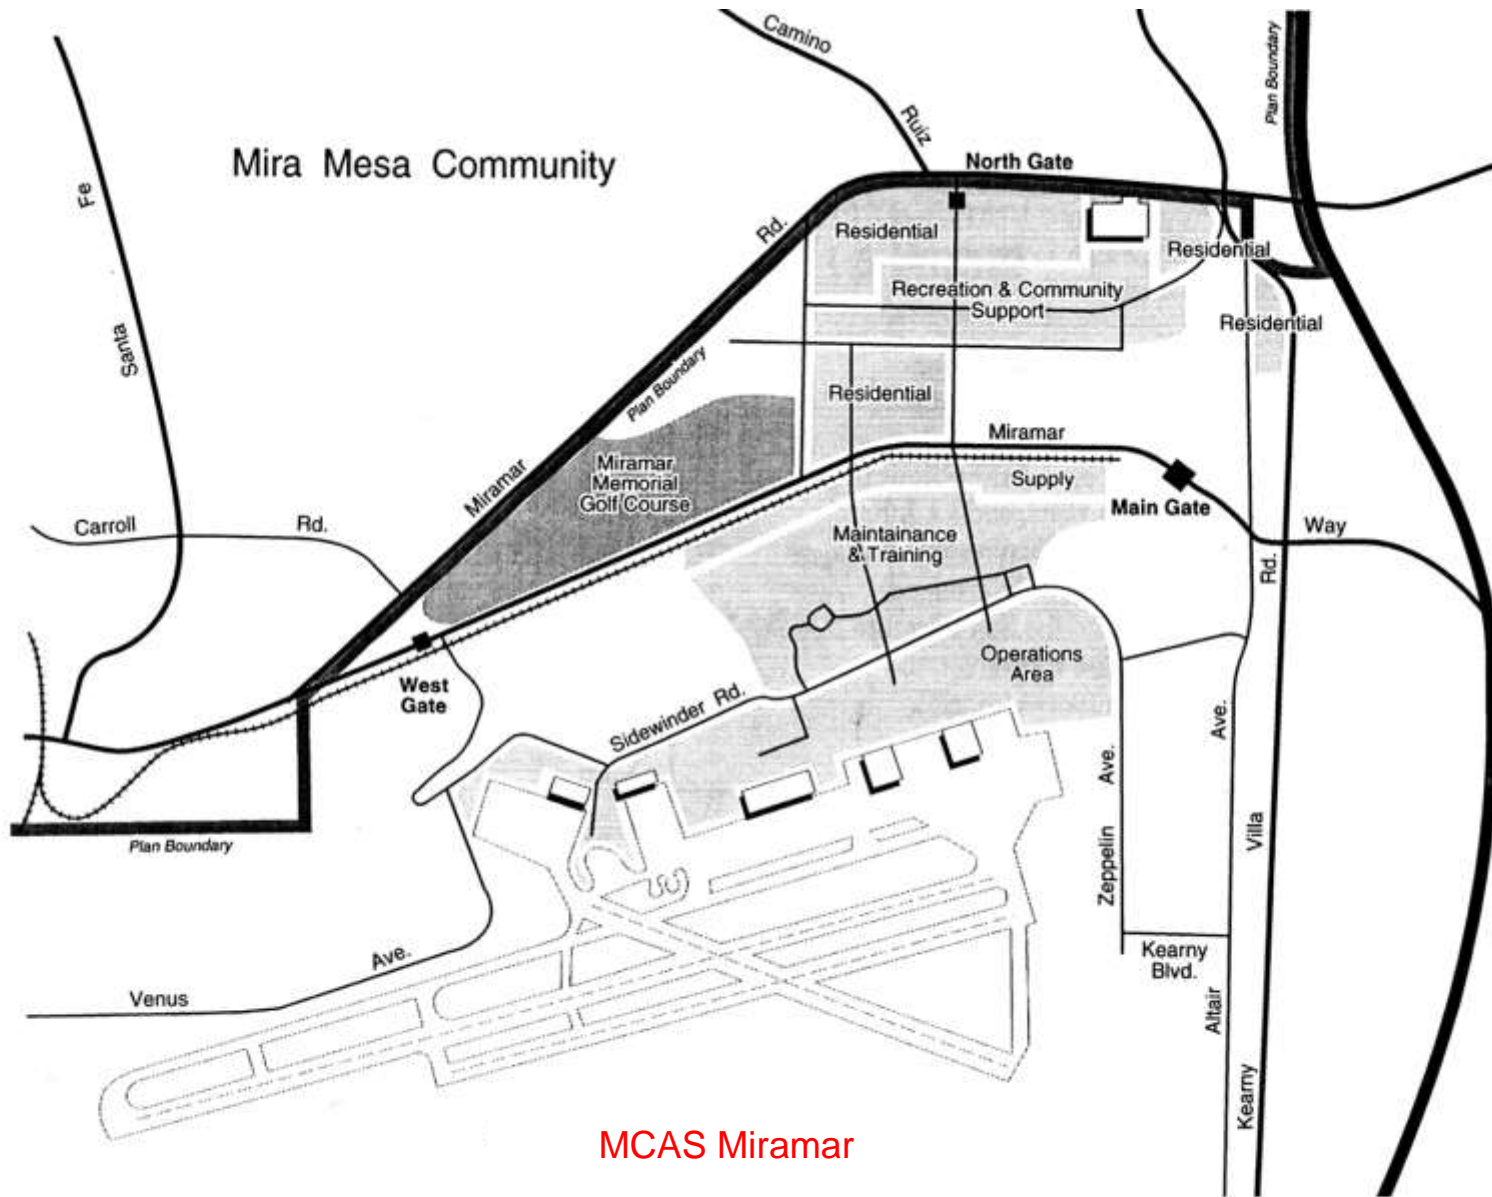 Camino
Ruiz
Plan Boundary
Mira Mesa Community
North Gate
Fe
Santa
Rd.
Miramar
Residential
Residential
Recreation & Community
Support
Residential
Plan Boundary
Residential
Miramar
Miramar
Memorial
Golf Course
Supply
Main Gate
Way
Carroll
Rd.
Maintainance
& Training
Rd.
West
Gate
Operations
Area
Sidewinder Rd.
Ave.
Ave.
Zeppelin
Villa
Plan Boundary
Ave.
Venus
Kearny
Blvd.
Altair
Kearny
MCAS Miramar